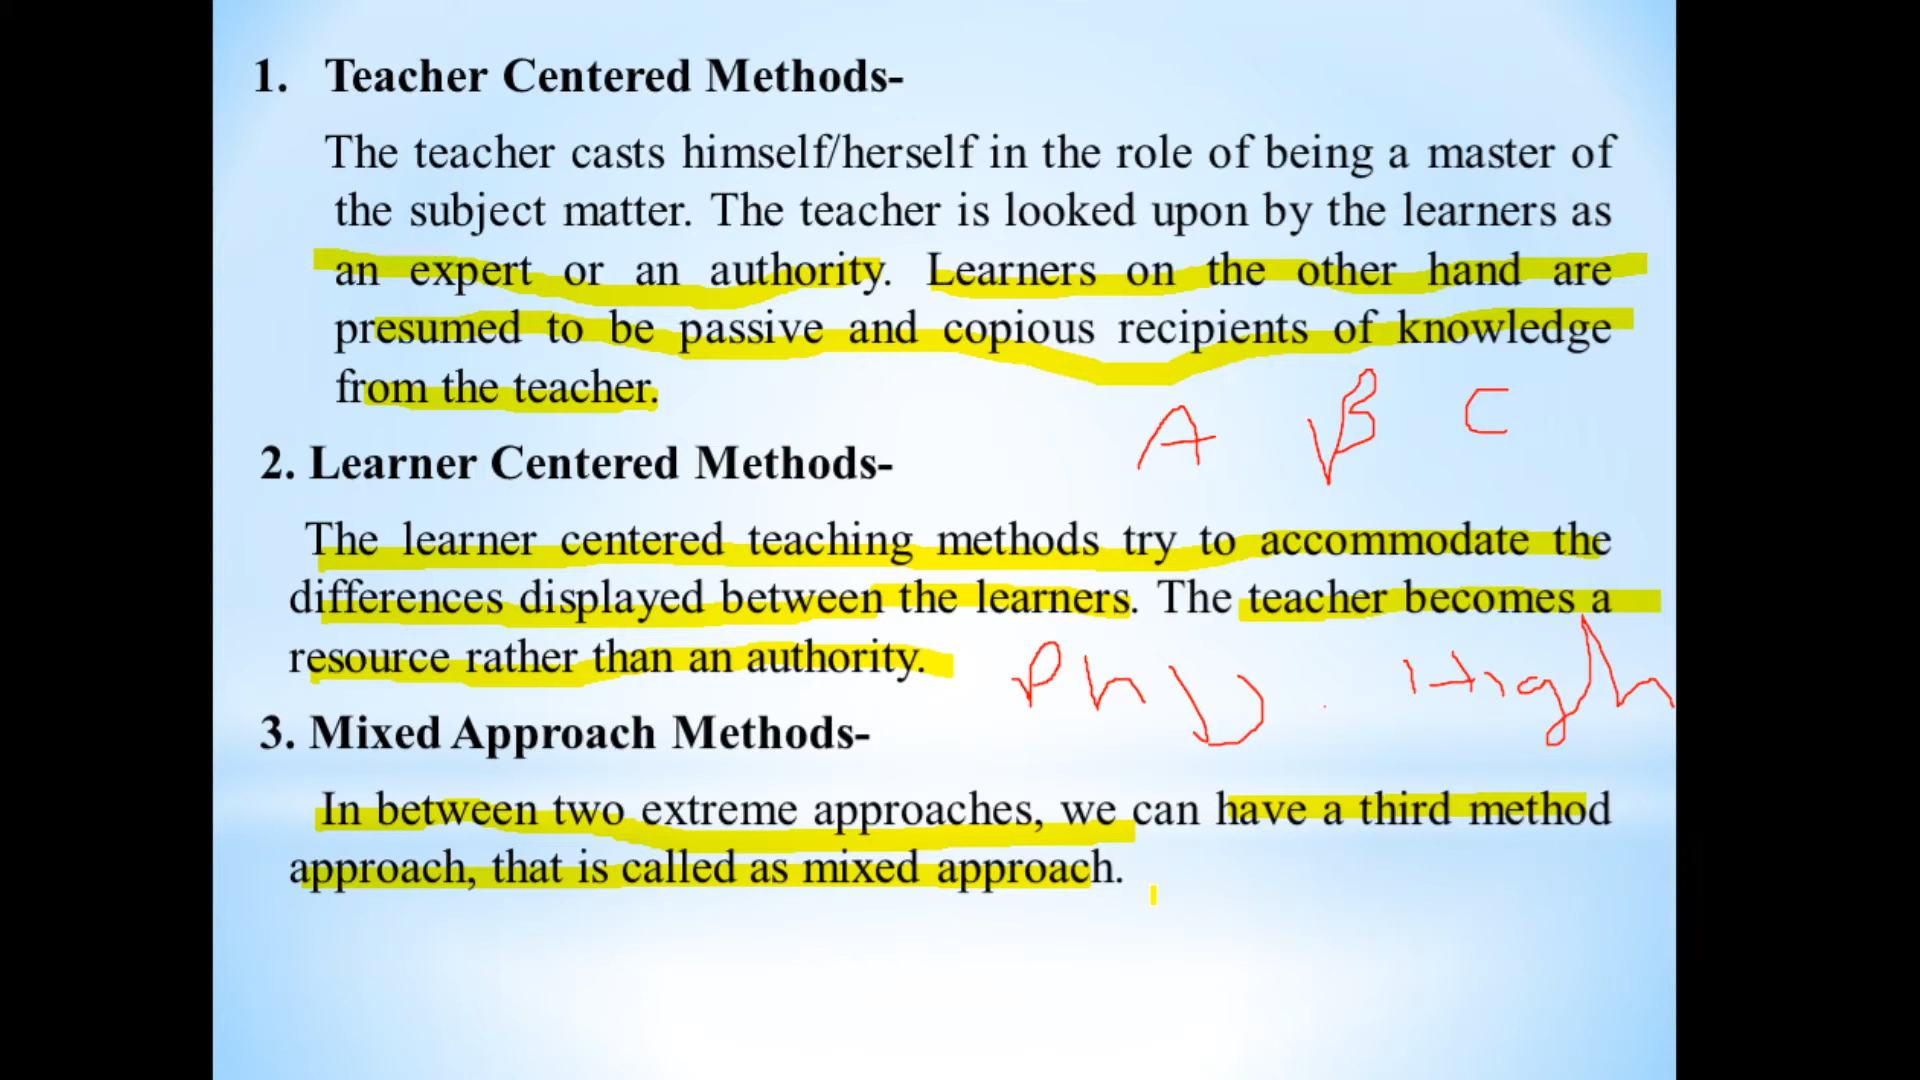 1. Teacher Centered Methods-
The teacher casts himself/herself in the role of being a master of
the subject matter. The teacher is looked upon by the learners as
an expert or an authority. Learners on the other hand are
presumed to be passive and copious recipients of knowledge
from the teacher.
A B C
2. Learner Centered Methods-
The learner centered teaching methods try to accommodate the
differences displayed between the learners. The teacher becomes a
resource rather than an authority.
PhD. High
3. Mixed Approach Methods-
In between two extreme approaches, we can have a third method
approach, that is called as mixed approach.